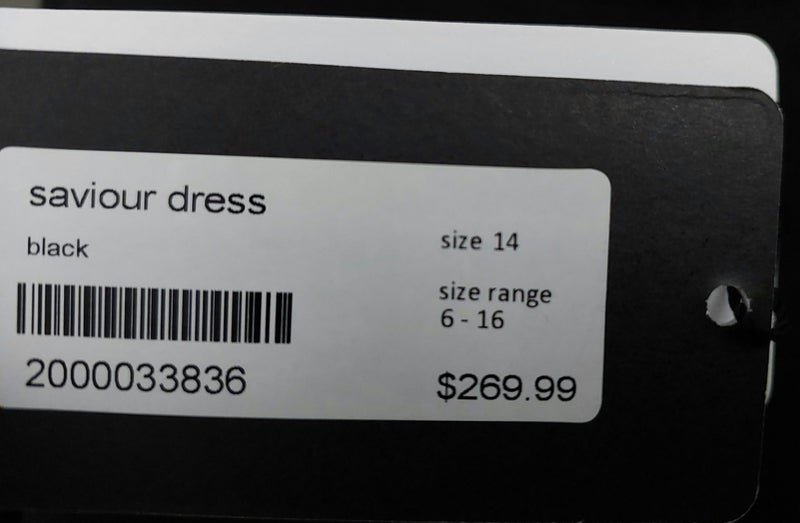 saviour dress
black
size 14
size range
6 - 16
2000033836
$269.99